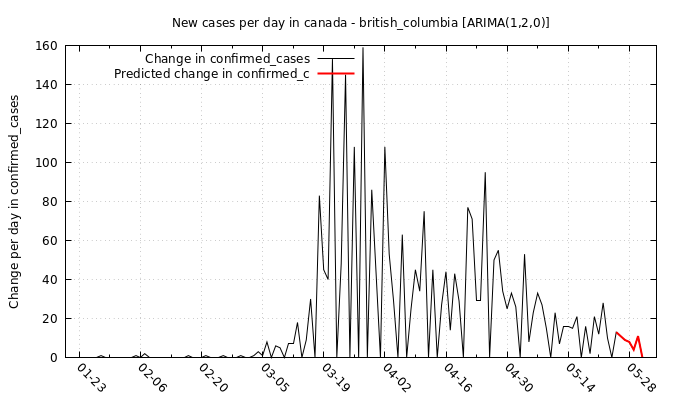 New cases per day in canada - british_columbia [ARIMA(1,2,0)]
Change in confirmed_cases
Predicted change in confirmed_c
Change per day in confirmed_cases
160
140
120
100
80
60
40
20
0
01-23 02-06 02-20 03-05 03-19 04-02 04-16 04-30 05-14 05-28